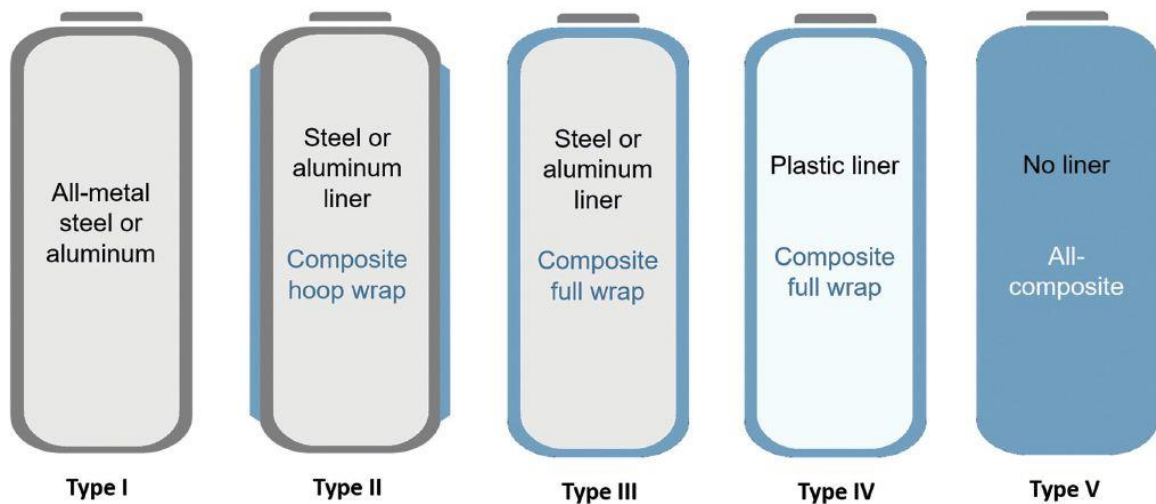 All-metal
steel or
aluminum
Steel or
aluminum
liner
Composite
hoop wrap
Steel or
aluminum
liner
Composite
full wrap
Plastic liner
Composite
full wrap
No liner
All-
composite
Type I
Type II
Type III
Type IV
Type V